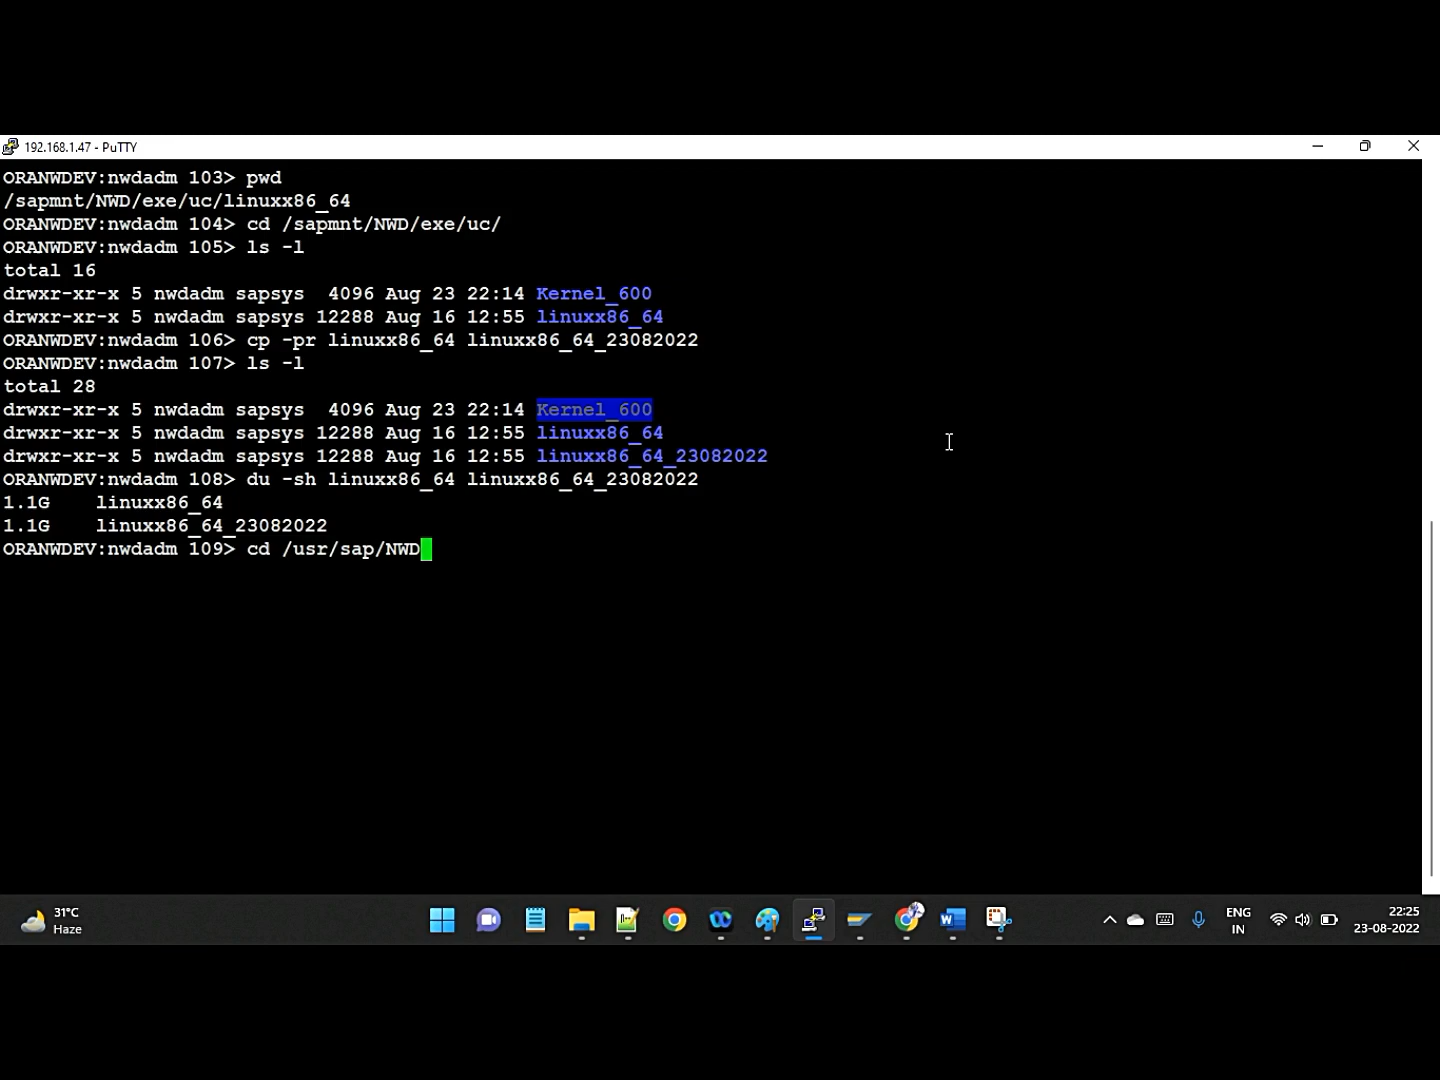 192.168.1.47 - PuTTY
ORANWDEV:nwdadm 103> pwd
/sapmnt/NWD/exe/uc/linuxx86_64
ORANWDEV:nwdadm 104> cd /sapmnt/NWD/exe/uc/
ORANWDEV:nwdadm 105> ls -l
total 16
drwxr-xr-x 5 nwdadm sapsys  4096 Aug 23 22:14 Kernel_600
drwxr-xr-x 5 nwdadm sapsys 12288 Aug 16 12:55 linuxx86_64
ORANWDEV:nwdadm 106> cp -pr linuxx86_64 linuxx86_64_23082022
ORANWDEV:nwdadm 107> ls -l
total 28
drwxr-xr-x 5 nwdadm sapsys  4096 Aug 23 22:14 Kernel_600
drwxr-xr-x 5 nwdadm sapsys 12288 Aug 16 12:55 linuxx86_64
drwxr-xr-x 5 nwdadm sapsys 12288 Aug 16 12:55 linuxx86_64_23082022
ORANWDEV:nwdadm 108> du -sh linuxx86_64 linuxx86_64_23082022
1.1G    linuxx86_64
1.1G    linuxx86_64_23082022
ORANWDEV:nwdadm 109> cd /usr/sap/NWD
31°C
Haze
ENG
IN
22:25
23-08-2022